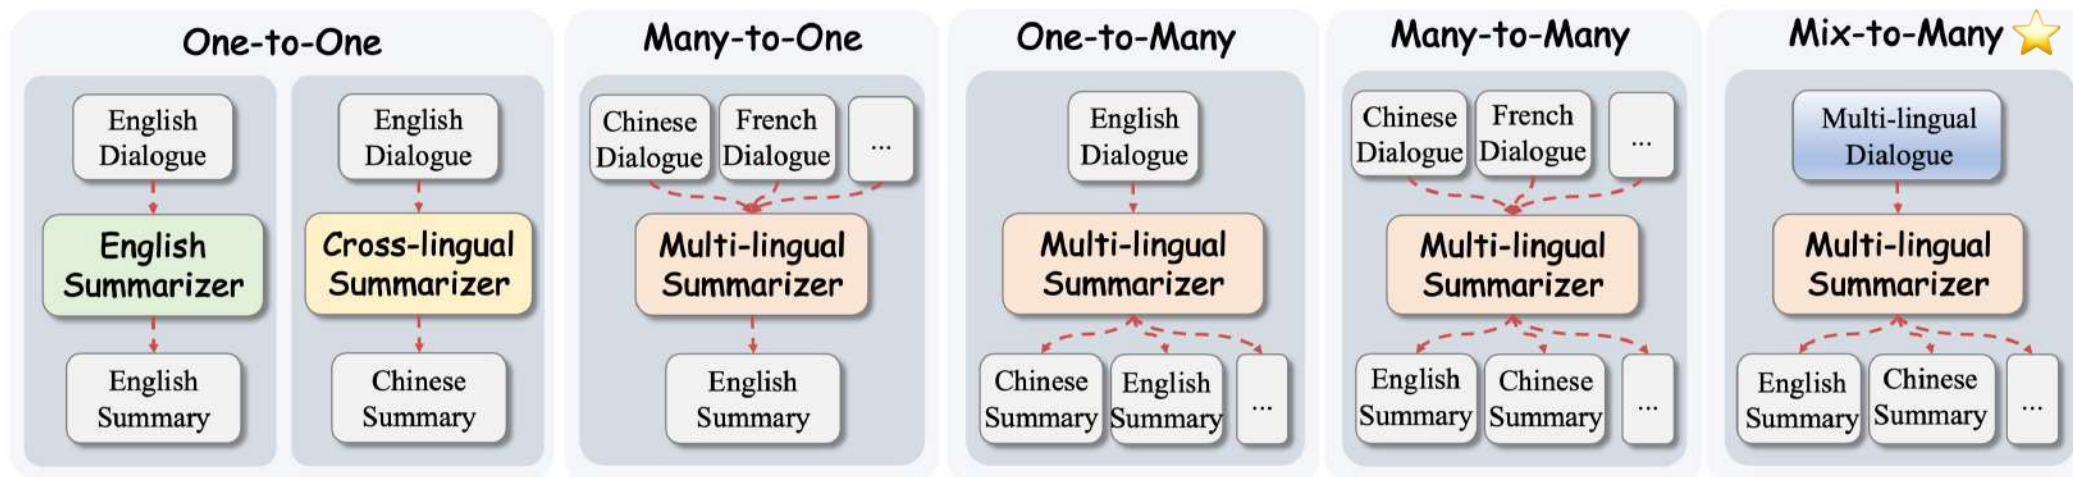 One-to-One
English
Dialogue
English
Summarizer
English
Summary
English
Dialogue
Cross-lingual
Summarizer
Chinese
Summary
Many-to-One
Chinese
Dialogue
French
Dialogue
...
Multi-lingual
Summarizer
English
Summary
One-to-Many
English
Dialogue
Multi-lingual
Summarizer
Chinese
Summary
English
Summary
...
Many-to-Many
Chinese
Dialogue
French
Dialogue
...
Multi-lingual
Summarizer
English
Summary
Chinese
Summary
...
Mix-to-Many
Multi-lingual
Dialogue
Multi-lingual
Summarizer
English
Summary
Chinese
Summary
...